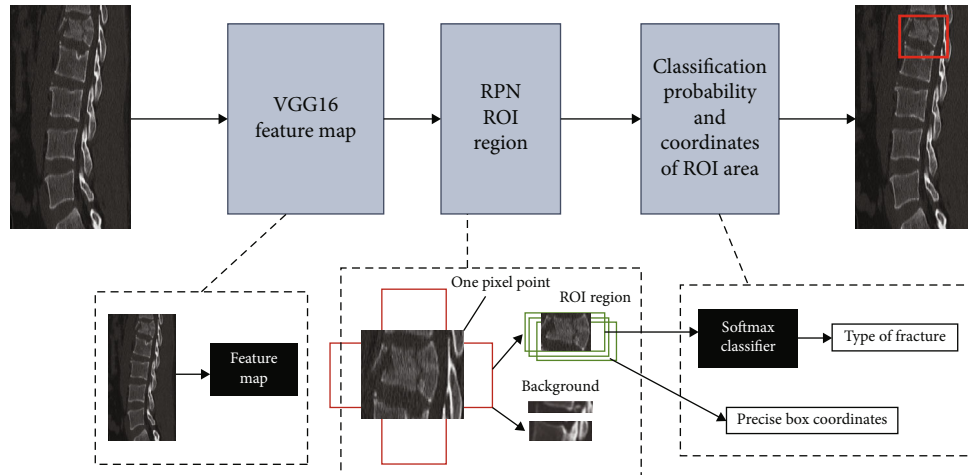 VGG16
feature map
RPN
ROI
region
Classification
probability
and
coordinates
of ROI area
One pixel point
ROI region
Feature
map
Background
Softmax
classifier
Type of fracture
Precise box coordinates